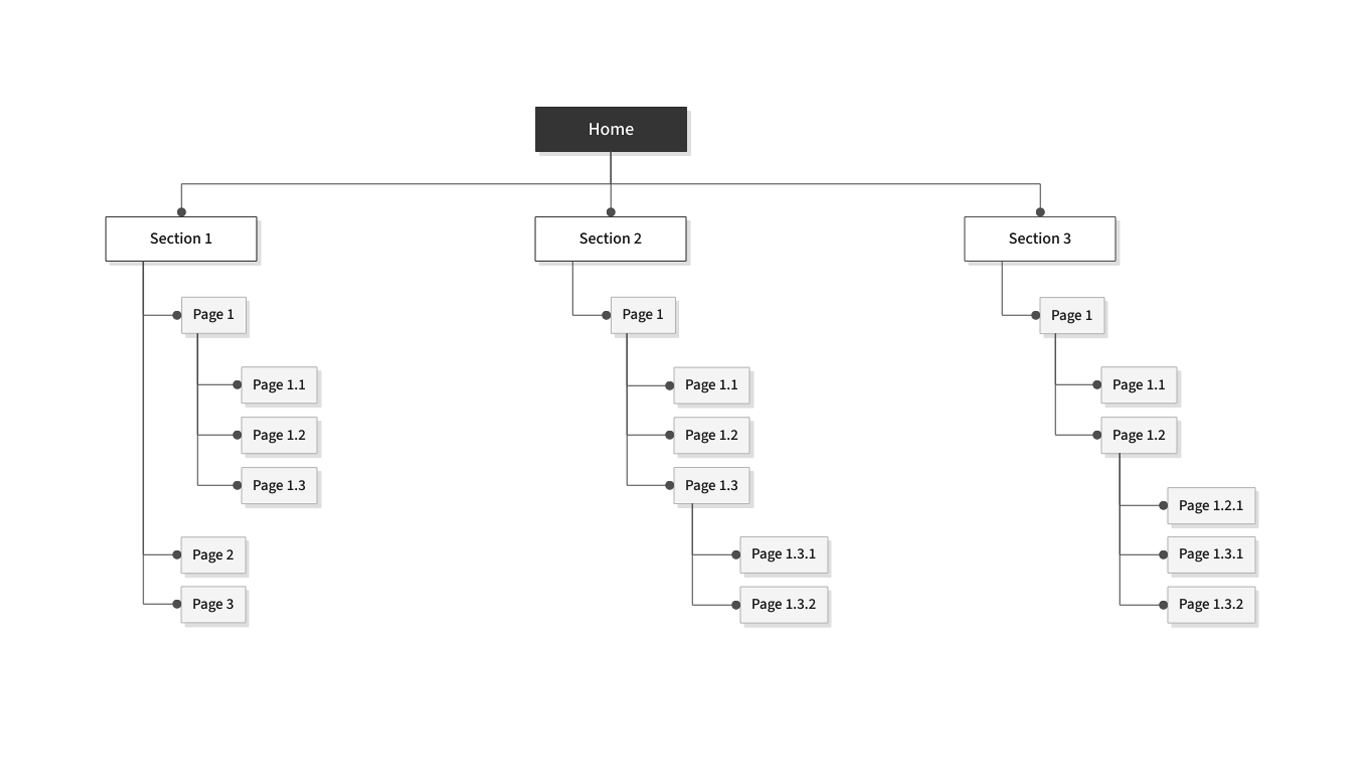 Home
Section 1
Section 2
Section 3
Page 1
Page 1
Page 1
Page 1.1
Page 1.1
Page 1.1
Page 1.2
Page 1.2
Page 1.2
Page 1.3
Page 1.3
Page 1.2.1
Page 2
Page 1.3.1
Page 1.3.1
Page 3
Page 1.3.2
Page 1.3.2